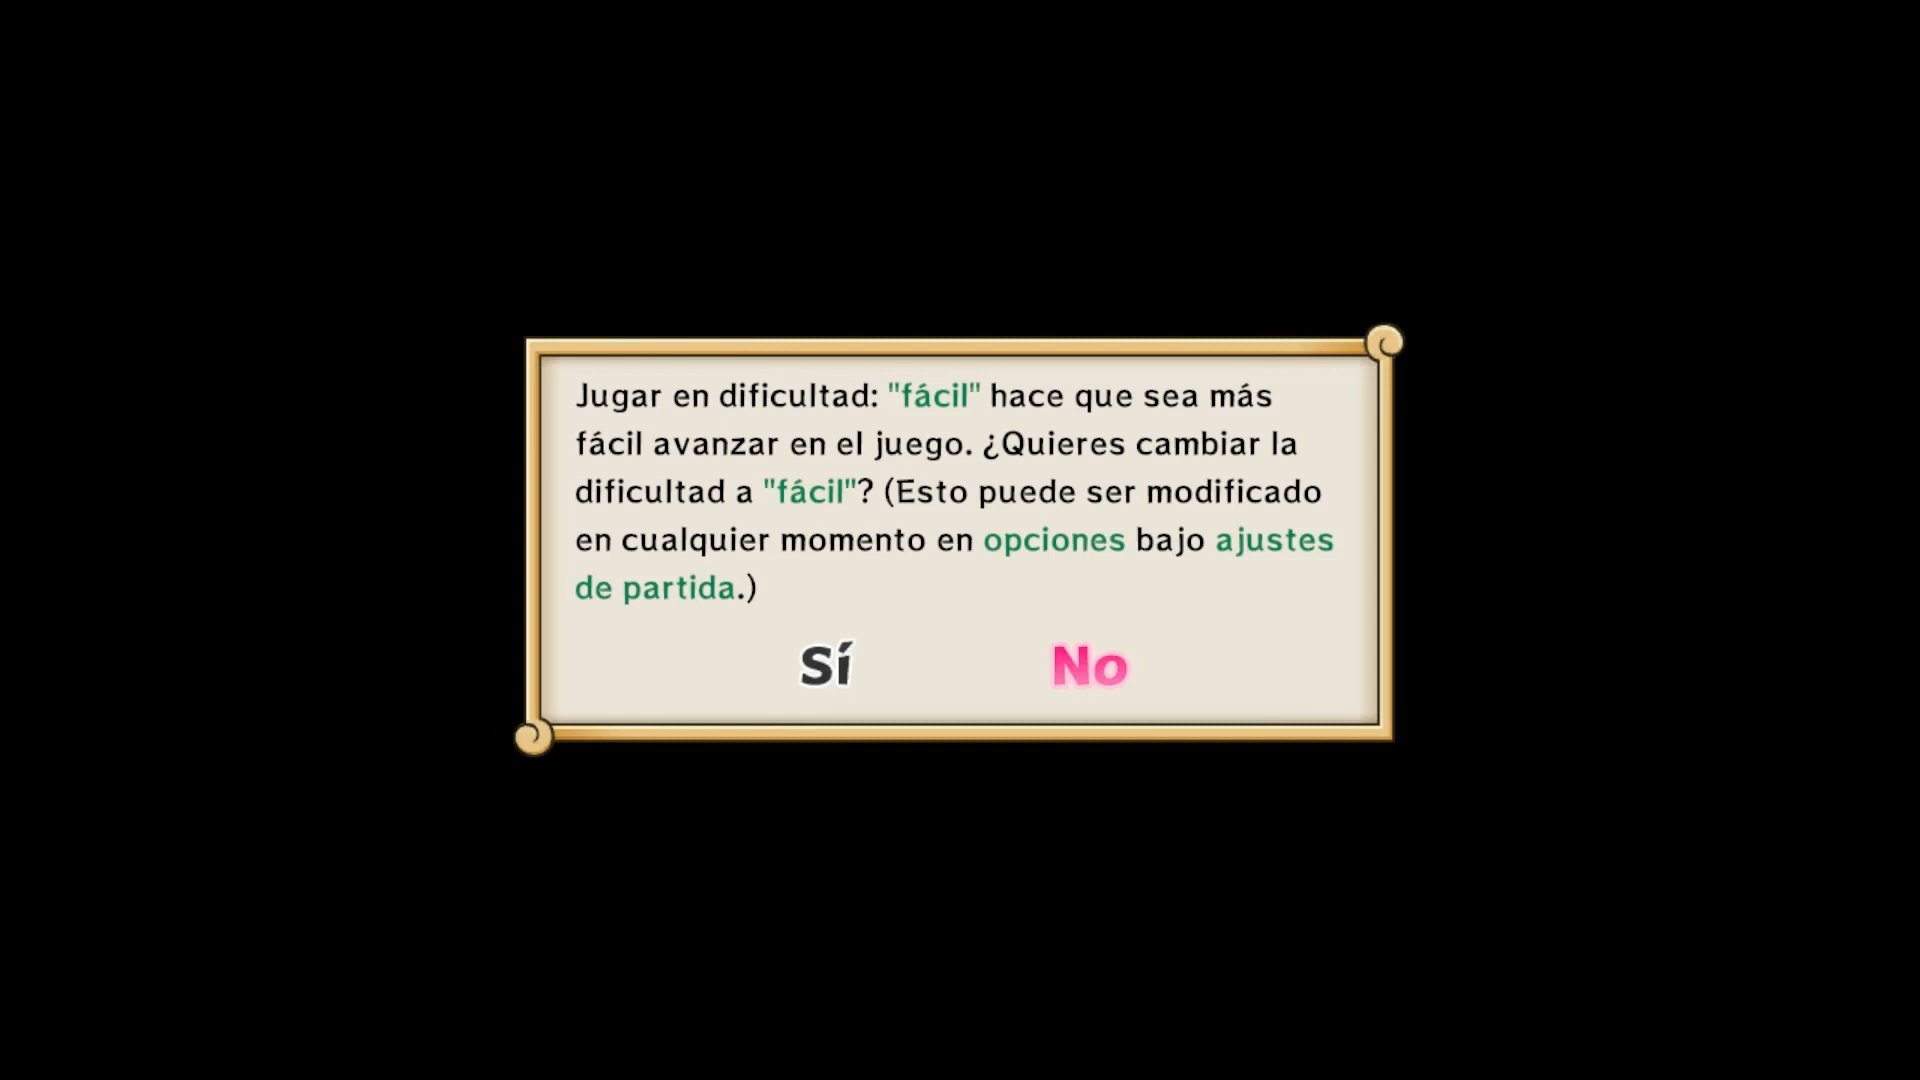 Jugar en dificultad: "fácil" hace que sea más
fácil avanzar en el juego. ¿Quieres cambiar la
dificultad a "fácil"? (Esto puede ser modificado
en cualquier momento en opciones bajo ajustes
de partida.)
Sí No